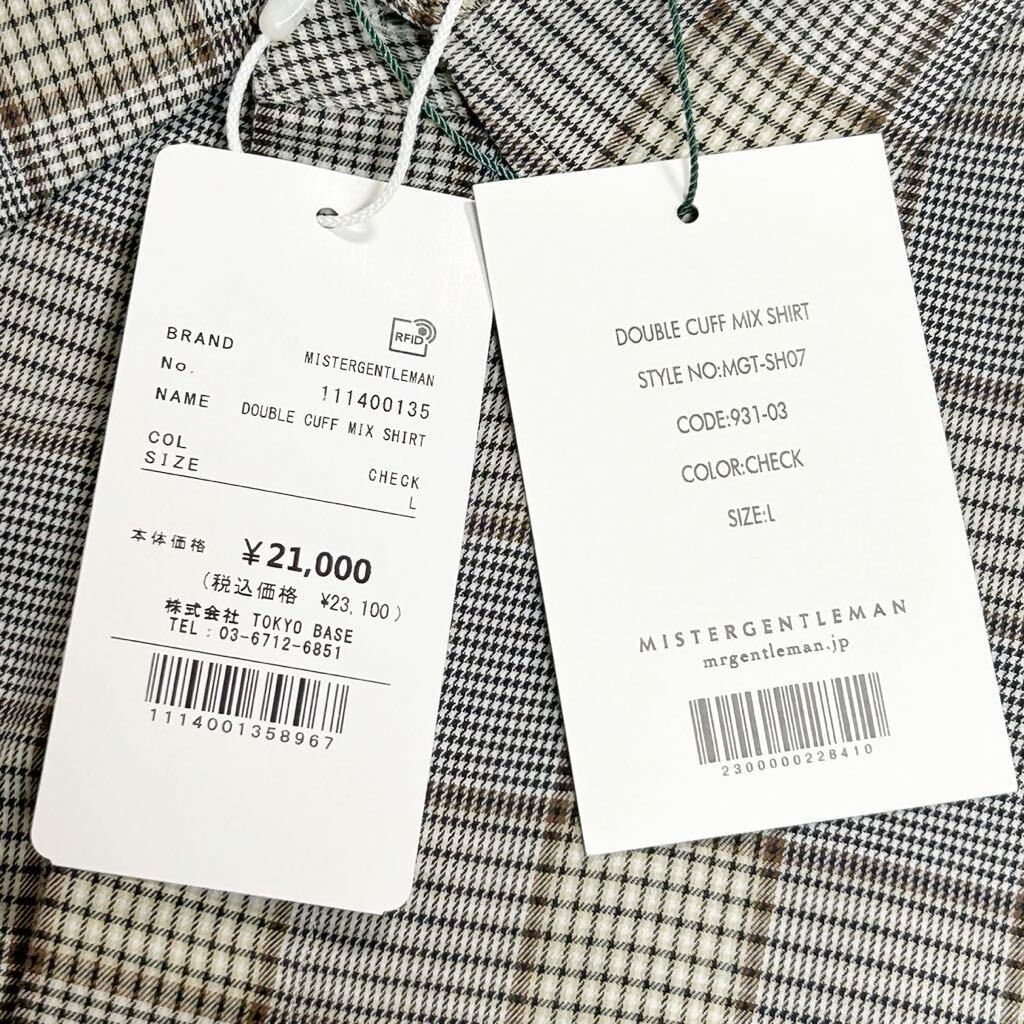 RFID
BRAND MISTERGENTLEMAN
No. 111400135
NAME DOUBLE CUFF MIX SHIRT
COL CHECK
SIZE L
本体価格 ¥21,000
(税込価格 ¥23,100)
株式会社 TOKYO BASE
TEL:03-6712-6851
1114001358967
DOUBLE CUFF MIX SHIRT
STYLE NO:MGT-SH07
CODE:931-03
COLOR:CHECK
SIZE:L
MISTERGENTLEMAN
mrgentleman.jp
2300000228410